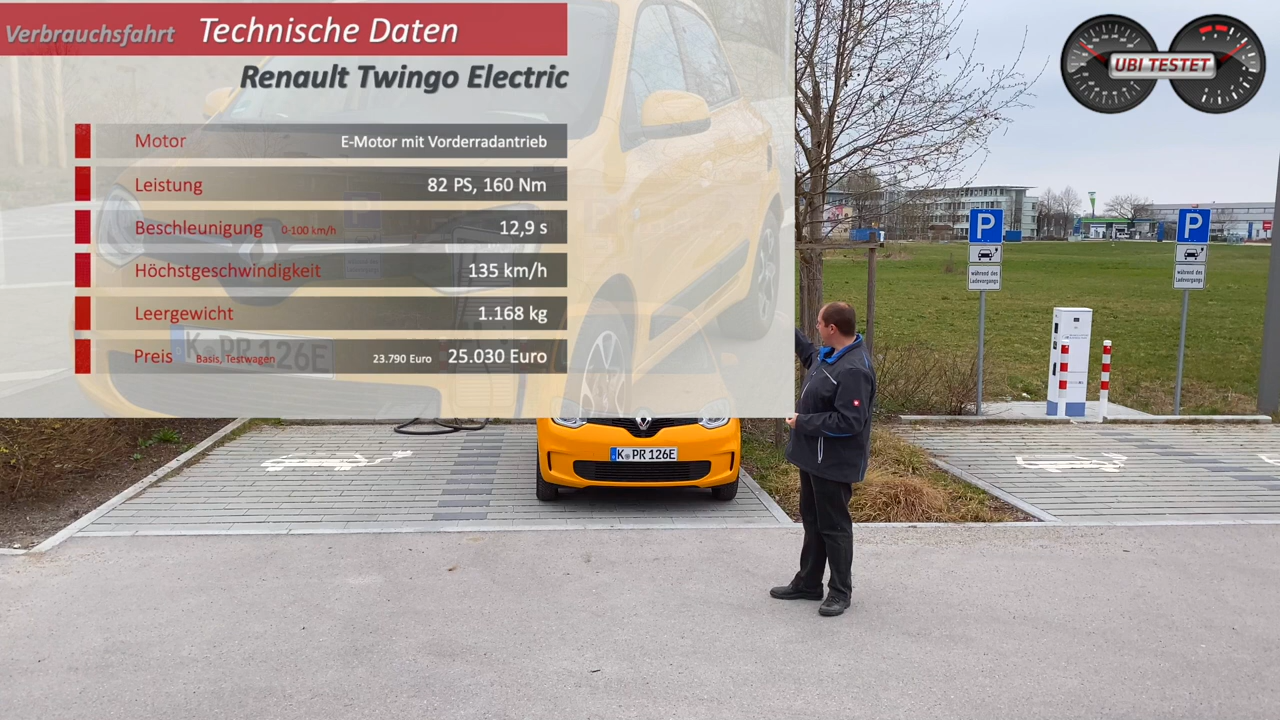 Verbrauchsfahrt Technische Daten
Renault Twingo Electric
Motor E-Motor mit Vorderradantrieb
Leistung 82 PS, 160 Nm
Beschleunigung 0-100 km/h 12,9 s
Höchstgeschwindigkeit 135 km/h
Leergewicht 1.168 kg
Preis Basis, Testwagen 23.790 Euro 25.030 Euro
K PR 126E
UBI TESTET
P
während des
Ladevorgangs
P
während des
Ladevorgangs
K PR 126E